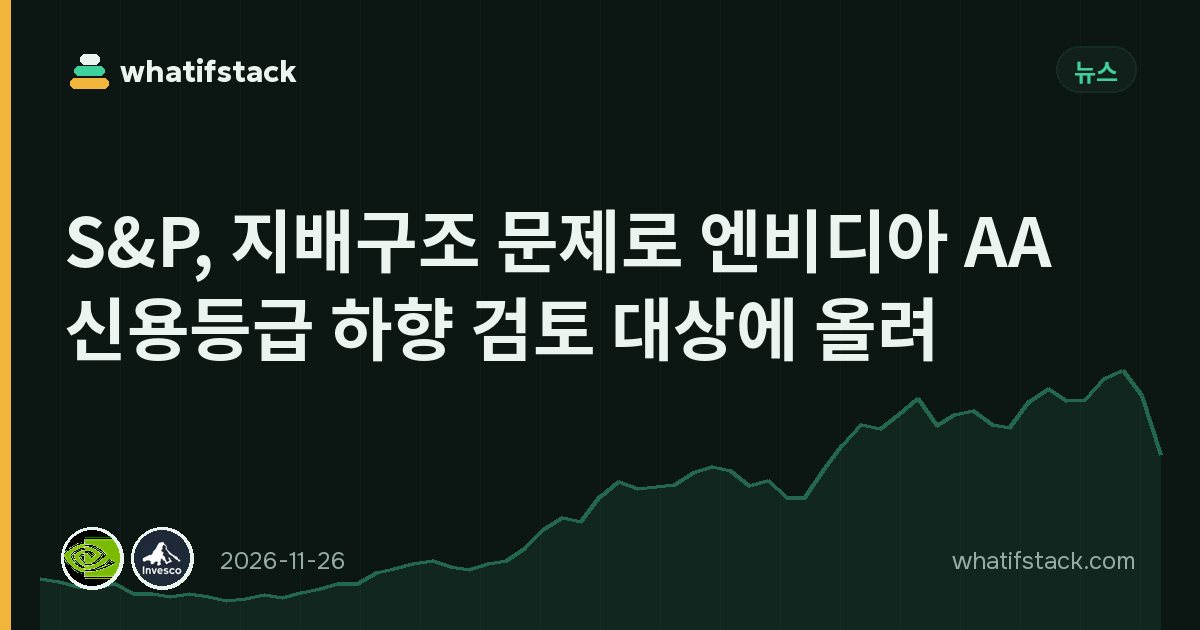 whatifstack
뉴스
S&P, 지배구조 문제로 엔비디아 AA
신용등급 하향 검토 대상에 올려
Invesco
2026-11-26
whatifstack.com